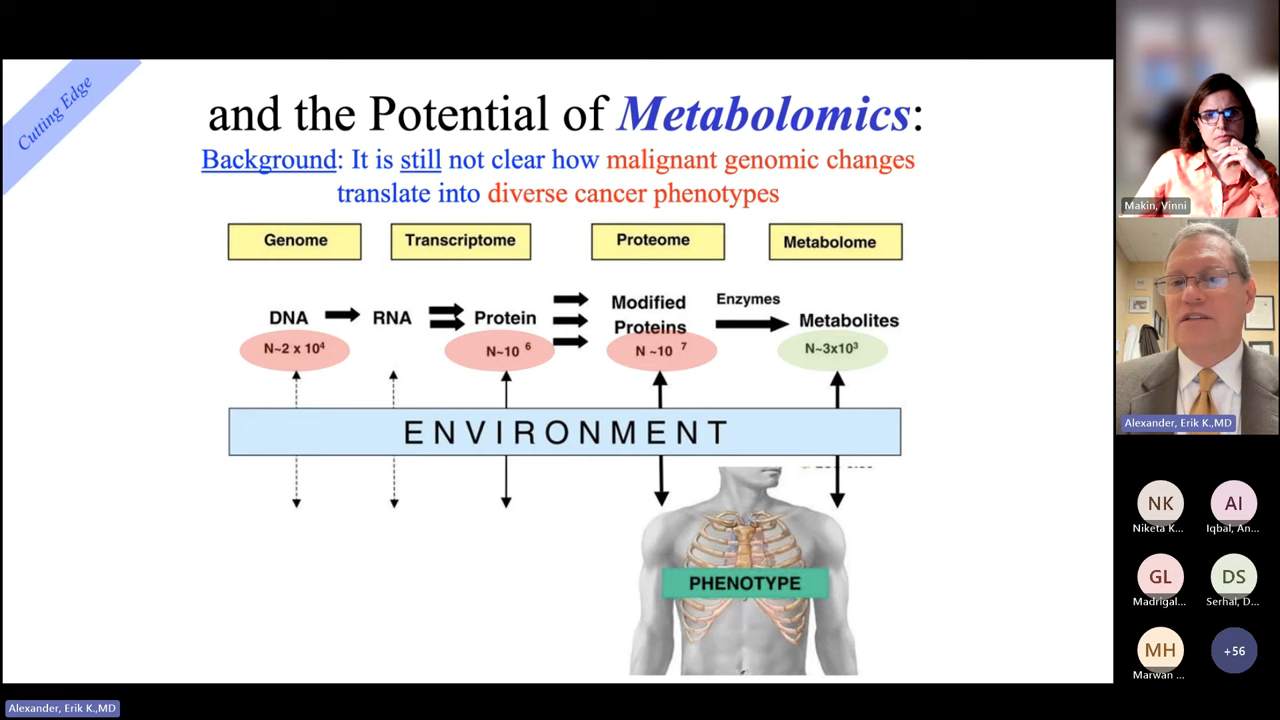 Cutting Edge
and the Potential of Metabolomics:
Background: It is still not clear how malignant genomic changes
translate into diverse cancer phenotypes
Genome
Transcriptome
Proteome
Metabolome
DNA
RNA
Protein
Modified
Proteins
Enzymes
Metabolites
N~2 x 10⁴
N~10 ⁶
N ~10 ⁷
N~3x10³
ENVIRONMENT
PHENOTYPE
Makin, Vinni
Alexander, Erik K.,MD
NK
Niketa K...
AI
Iqbal, An...
GL
Madrigal...
DS
Serhal, D...
MH
Marwan ...
+56
Alexander, Erik K.,MD